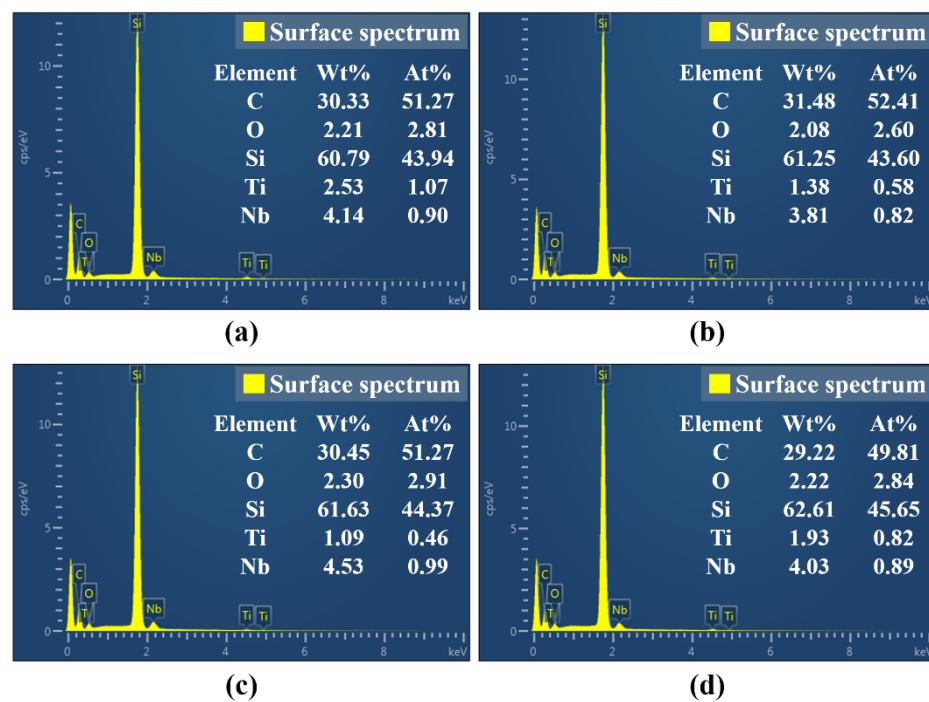 Si
Surface spectrum
Element Wt% At%
C 30.33 51.27
O 2.21 2.81
Si 60.79 43.94
Ti 2.53 1.07
Nb 4.14 0.90
10
5
0
cps/eV
C
O
T
Nb
Ti
Ti
0 2 4 6 8 keV
(a)
Si
Surface spectrum
Element Wt% At%
C 31.48 52.41
O 2.08 2.60
Si 61.25 43.60
Ti 1.38 0.58
Nb 3.81 0.82
10
5
0
cps/eV
C
O
T
Nb
Ti
Ti
0 2 4 6 8 keV
(b)
Si
Surface spectrum
Element Wt% At%
C 30.45 51.27
O 2.30 2.91
Si 61.63 44.37
Ti 1.09 0.46
Nb 4.53 0.99
10
5
0
cps/eV
C
O
T
Nb
Ti
Ti
0 2 4 6 8 keV
(c)
Si
Surface spectrum
Element Wt% At%
C 29.22 49.81
O 2.22 2.84
Si 62.61 45.65
Ti 1.93 0.82
Nb 4.03 0.89
10
5
0
cps/eV
C
O
T
Nb
Ti
Ti
0 2 4 6 8 keV
(d)